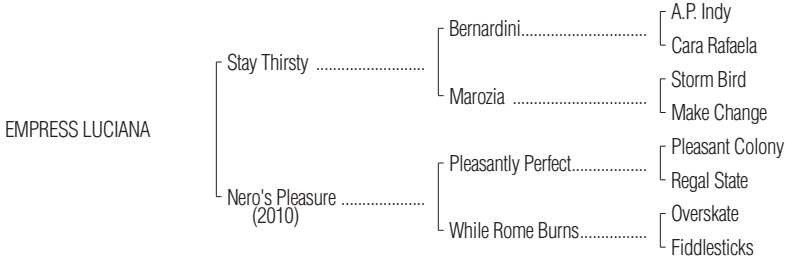 A.P. Indy
Bernardini..............................
Cara Rafaela
Stay Thirsty ..........................
Storm Bird
Marozia ................................
Make Change
EMPRESS LUCIANA
Pleasant Colony
Pleasantly Perfect..................
Regal State
Nero's Pleasure ....................
(2010)
Overskate
While Rome Burns................
Fiddlesticks